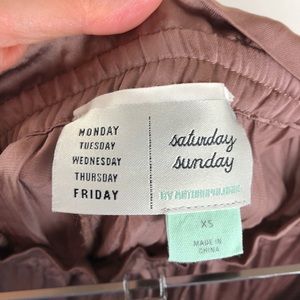 MONDAY
TUESDAY
WEDNESDAY
THURSDAY
FRIDAY
saturday
sunday
BY ANTHROPOLOGIE
XS
MADE IN
CHINA